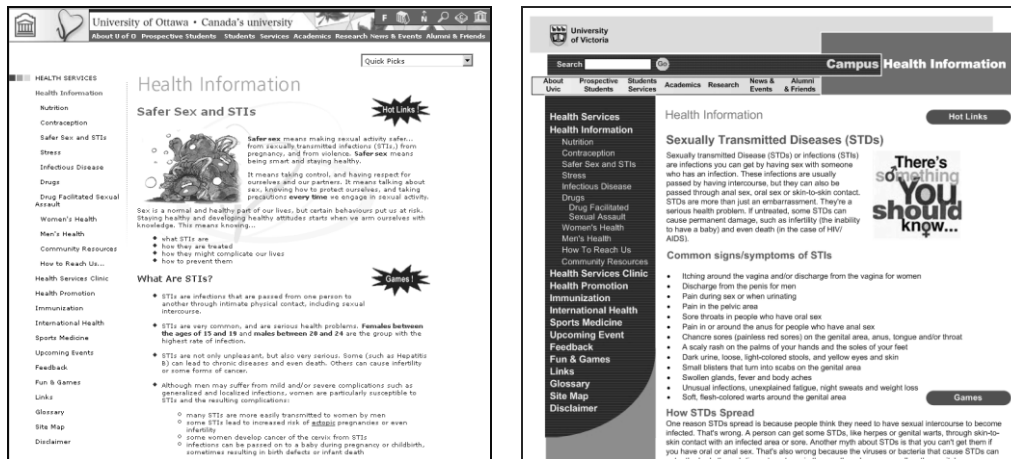 University of Ottawa • Canada's university
F
About U of O Prospective Students Students Services Academics Research News & Events Alumni & Friends
Quick Picks
HEALTH SERVICES
Health Information
Nutrition
Contraception
Safer Sex and STIs
Stress
Infectious Disease
Drugs
Drug Facilitated Sexual
Assault
Women's Health
Men's Health
Community Resources
How to Reach Us...
Health Services Clinic
Health Promotion
Immunization
International Health
Sports Medicine
Upcoming Events
Feedback
Fun & Games
Links
Glossary
Site Map
Disclaimer
Health Information
Safer Sex and STIs
Hot Links!
Safer sex means making sexual activity safer...
from sexually transmitted infections (STIs,) from
pregnancy, and from violence. Safer sex means
being smart and staying healthy.
It means taking control, and having respect for
ourselves and our partners. It means talking about
sex, knowing how to protect ourselves, and taking
precautions every time we engage in sexual activity.
Sex is a normal and healthy part of our lives, but certain behaviours put us at risk.
Staying healthy and developing healthy attitudes starts when we arm ourselves with
knowledge. This means knowing...
what STIs are
how they are treated
how they might complicate our lives
how to prevent them
What Are STIs?
Games!
STIs are infections that are passed from one person to
another through intimate physical contact, including sexual
intercourse.
STIs are very common, and are serious health problems. Females between
the ages of 15 and 19 and males between 20 and 24 are the group with the
highest rate of infection.
STIs are not only unpleasant, but also very serious. Some (such as Hepatitis
B) can lead to chronic diseases and even death. Others can cause infertility
or some forms of cancer.
Although men may suffer from mild and/or severe complications such as
generalized and localized infections, women are particularly susceptible to
STIs and the resulting complications:
many STIs are more easily transmitted to women by men
some STIs lead to increased risk of ectopic pregnancies or even
infertility
some women develop cancer of the cervix from STIs
infections can be passed on to a baby during pregnancy or childbirth,
sometimes resulting in birth defects or infant death
University
of Victoria
Search
Go
Campus Health Information
About Uvic
Prospective Students
Students Services
Academics
Research
News & Events
Alumni & Friends
Health Services
Health Information
Nutrition
Contraception
Safer Sex and STIs
Stress
Infectious Disease
Drugs
Drug Facilitated
Sexual Assault
Women's Health
Men's Health
How To Reach Us
Community Resources
Health Services Clinic
Health Promotion
Immunization
International Health
Sports Medicine
Upcoming Event
Feedback
Fun & Games
Links
Glossary
Site Map
Disclaimer
Health Information
Hot Links
Sexually Transmitted Diseases (STDs)
Sexually transmitted Disease (STDs) or infections (STIs)
are infections you can get by having sex with someone
who has an infection. These infections are usually
passed by having intercourse, but they can also be
passed through anal sex, oral sex or skin-to-skin contact.
STDs are more than just an embarrassment. They're a
serious health problem. If untreated, some STDs can
cause permanent damage, such as infertility (the inability
to have a baby) and even death (in the case of HIV/
AIDS).
There's
something
You
should
know...
Common signs/symptoms of STIs
Itching around the vagina and/or discharge from the vagina for women
Discharge from the penis for men
Pain during sex or when urinating
Pain in the pelvic area
Sore throats in people who have oral sex
Pain in or around the anus for people who have anal sex
Chancre sores (painless red sores) on the genital area, anus, tongue and/or throat
A scaly rash on the palms of your hands and the soles of your feet
Dark urine, loose, light-colored stools, and yellow eyes and skin
Small blisters that turn into scabs on the genital area
Swollen glands, fever and body aches
Unusual infections, unexplained fatigue, night sweats and weight loss
Soft, flesh-colored warts around the genital area
Games
How STDs Spread
One reason STDs spread is because people think they need to have sexual intercourse to become
infected. That's wrong. A person can get some STDs, like herpes or genital warts, through skin-to-
skin contact with an infected area or sore. Another myth about STDs is that you can't get them if
you have oral or anal sex. That's also wrong because the viruses or bacteria that cause STDs can